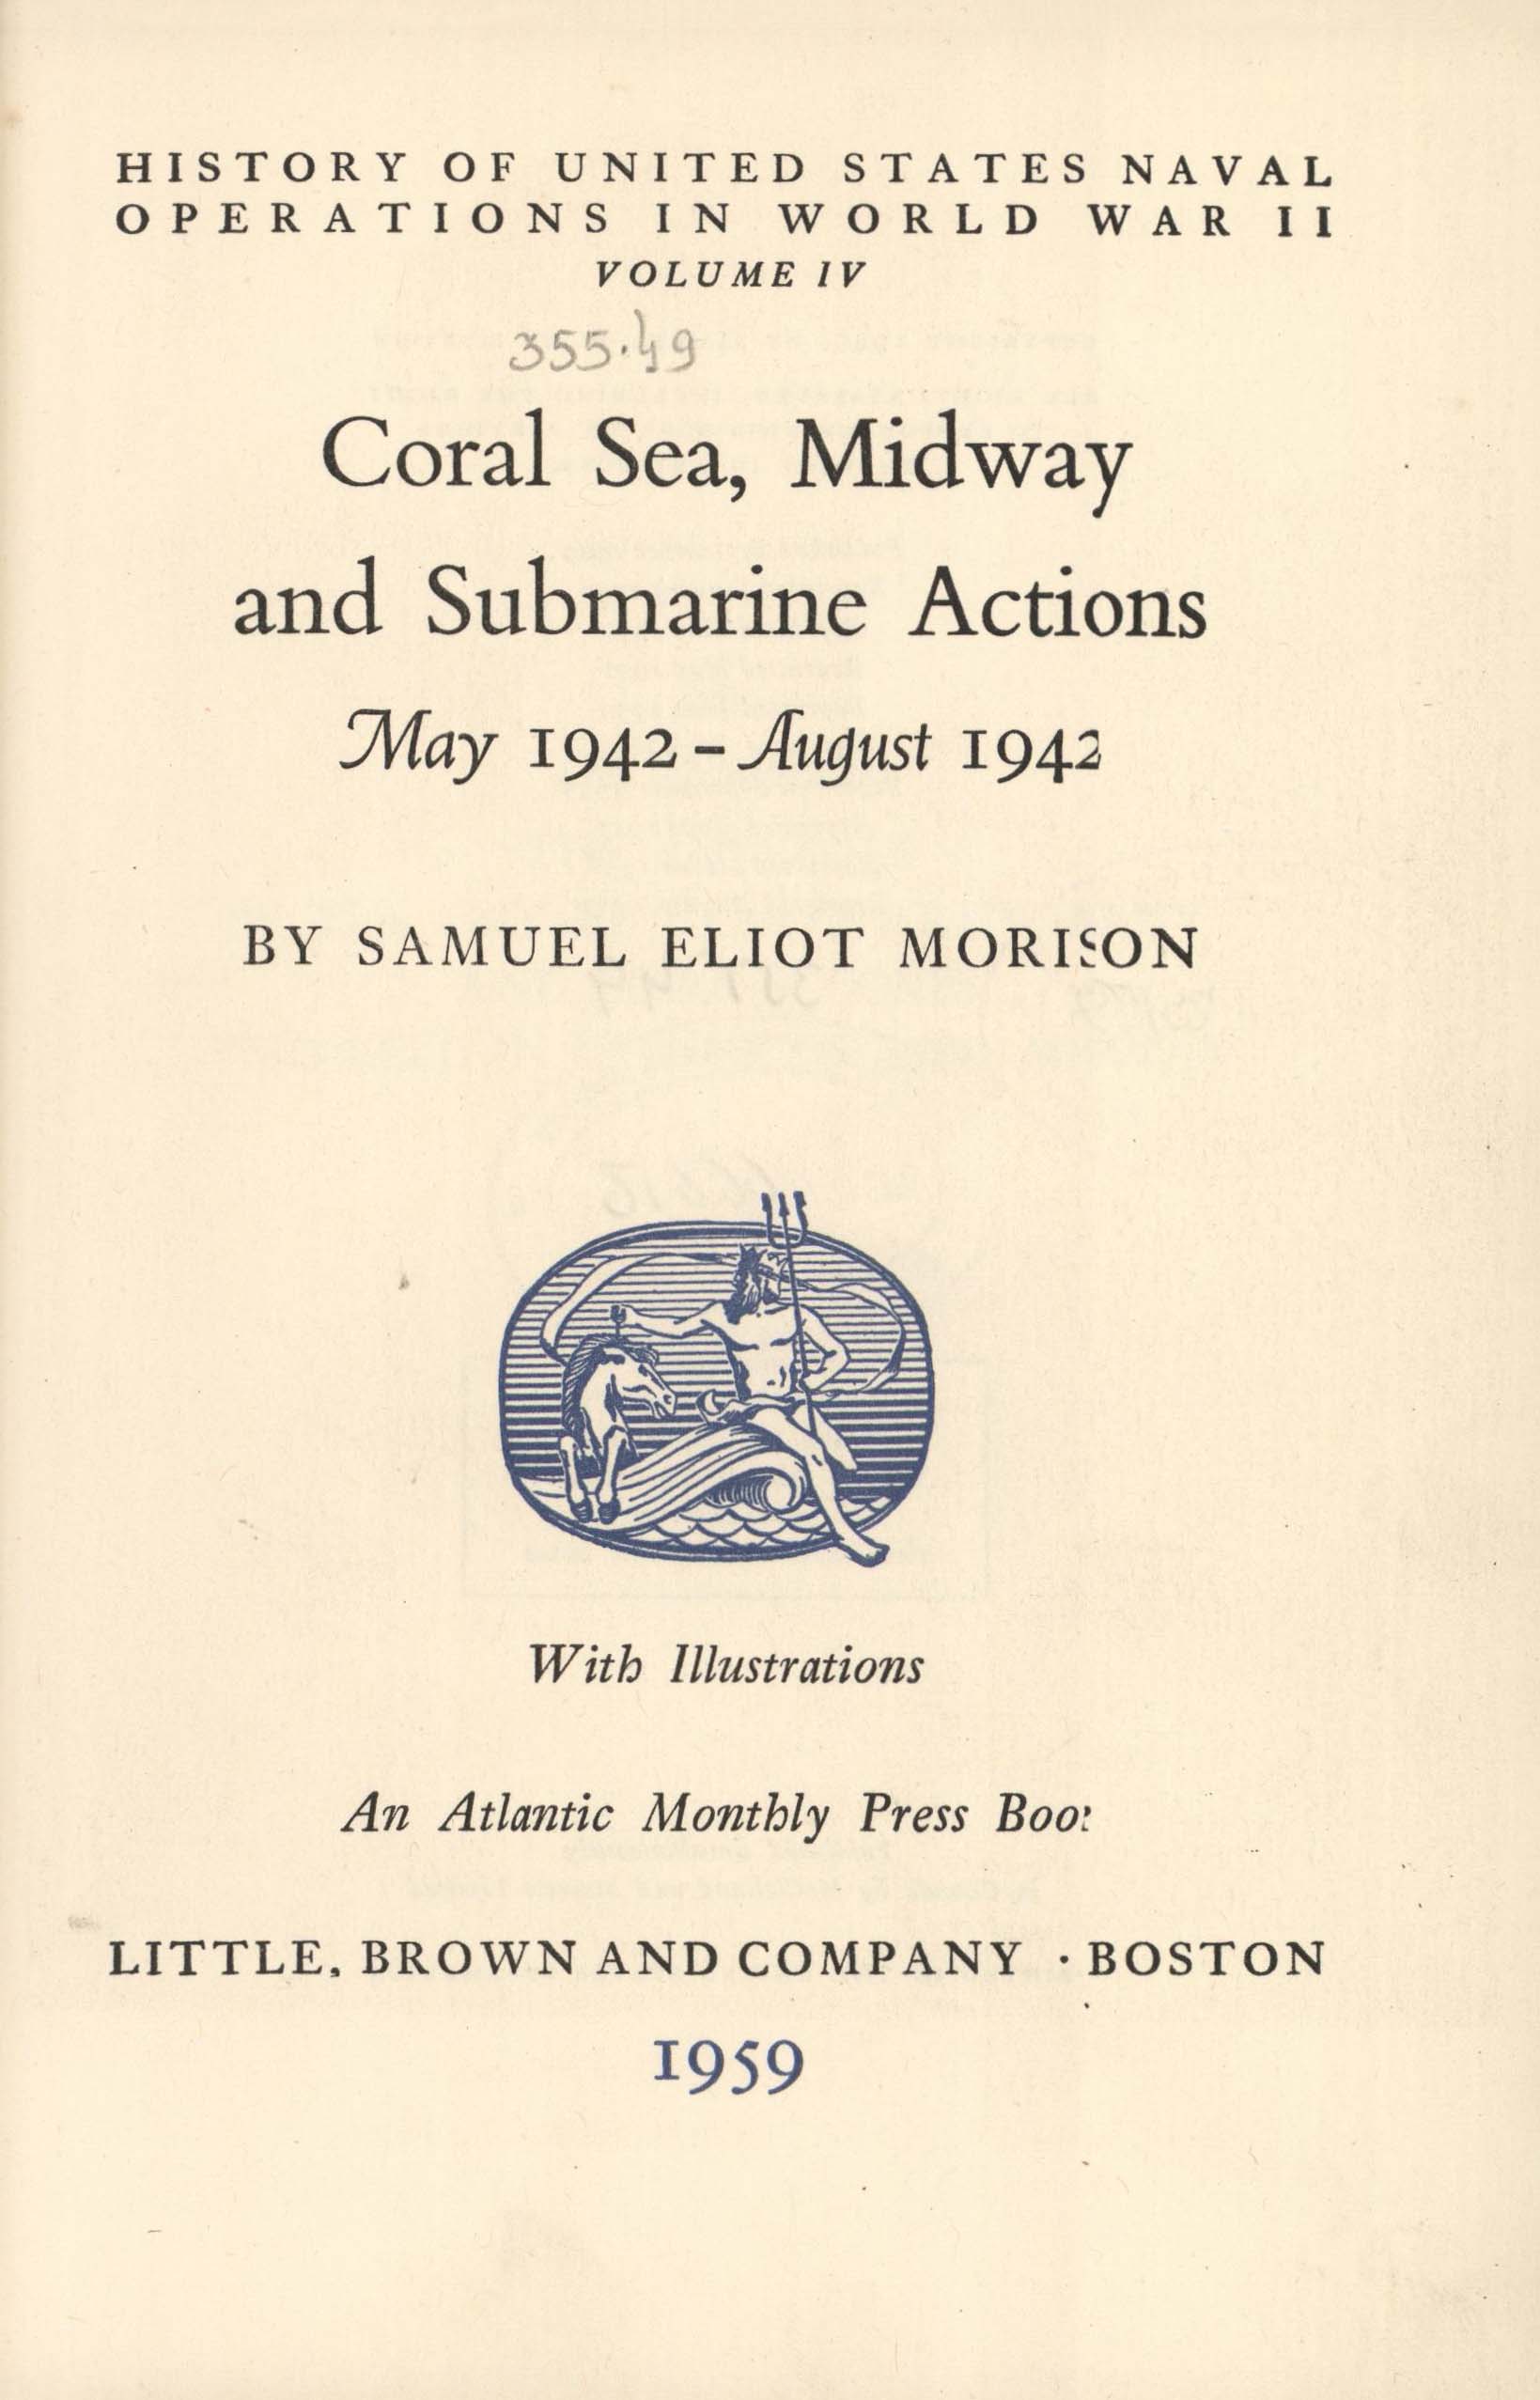 HISTORY OF UNITED STATES NAVAL
OPERATIONS IN WORLD WAR II
VOLUME IV
355.49
Coral Sea, Midway
and Submarine Actions
May 1942 – August 1942
BY SAMUEL ELIOT MORISON
With Illustrations
An Atlantic Monthly Press Book
LITTLE, BROWN AND COMPANY · BOSTON
1959